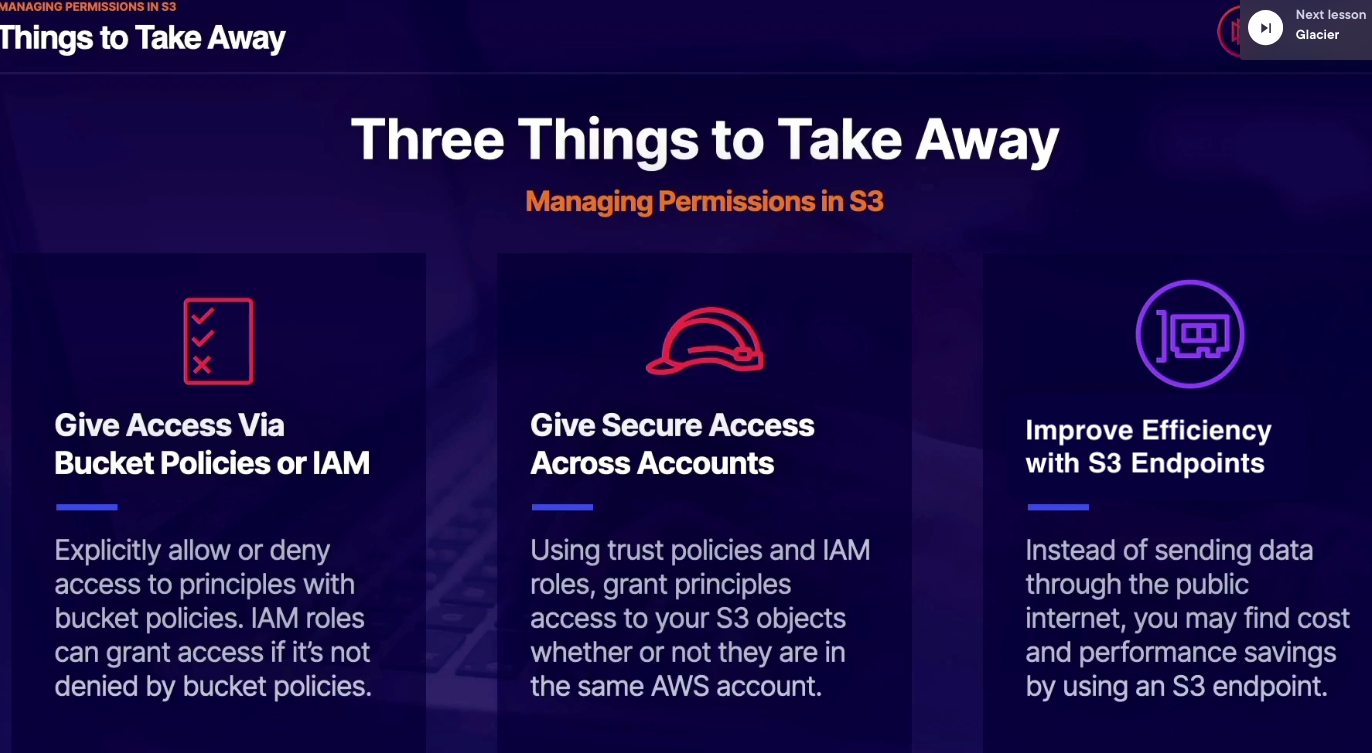 MANAGING PERMISSIONS IN S3
Things to Take Away
Next lesson
Glacier
Three Things to Take Away
Managing Permissions in S3
Give Access Via
Bucket Policies or IAM
Explicitly allow or deny
access to principles with
bucket policies. IAM roles
can grant access if it's not
denied by bucket policies.
Give Secure Access
Across Accounts
Using trust policies and IAM
roles, grant principles
access to your S3 objects
whether or not they are in
the same AWS account.
Improve Efficiency
with S3 Endpoints
Instead of sending data
through the public
internet, you may find cost
and performance savings
by using an S3 endpoint.